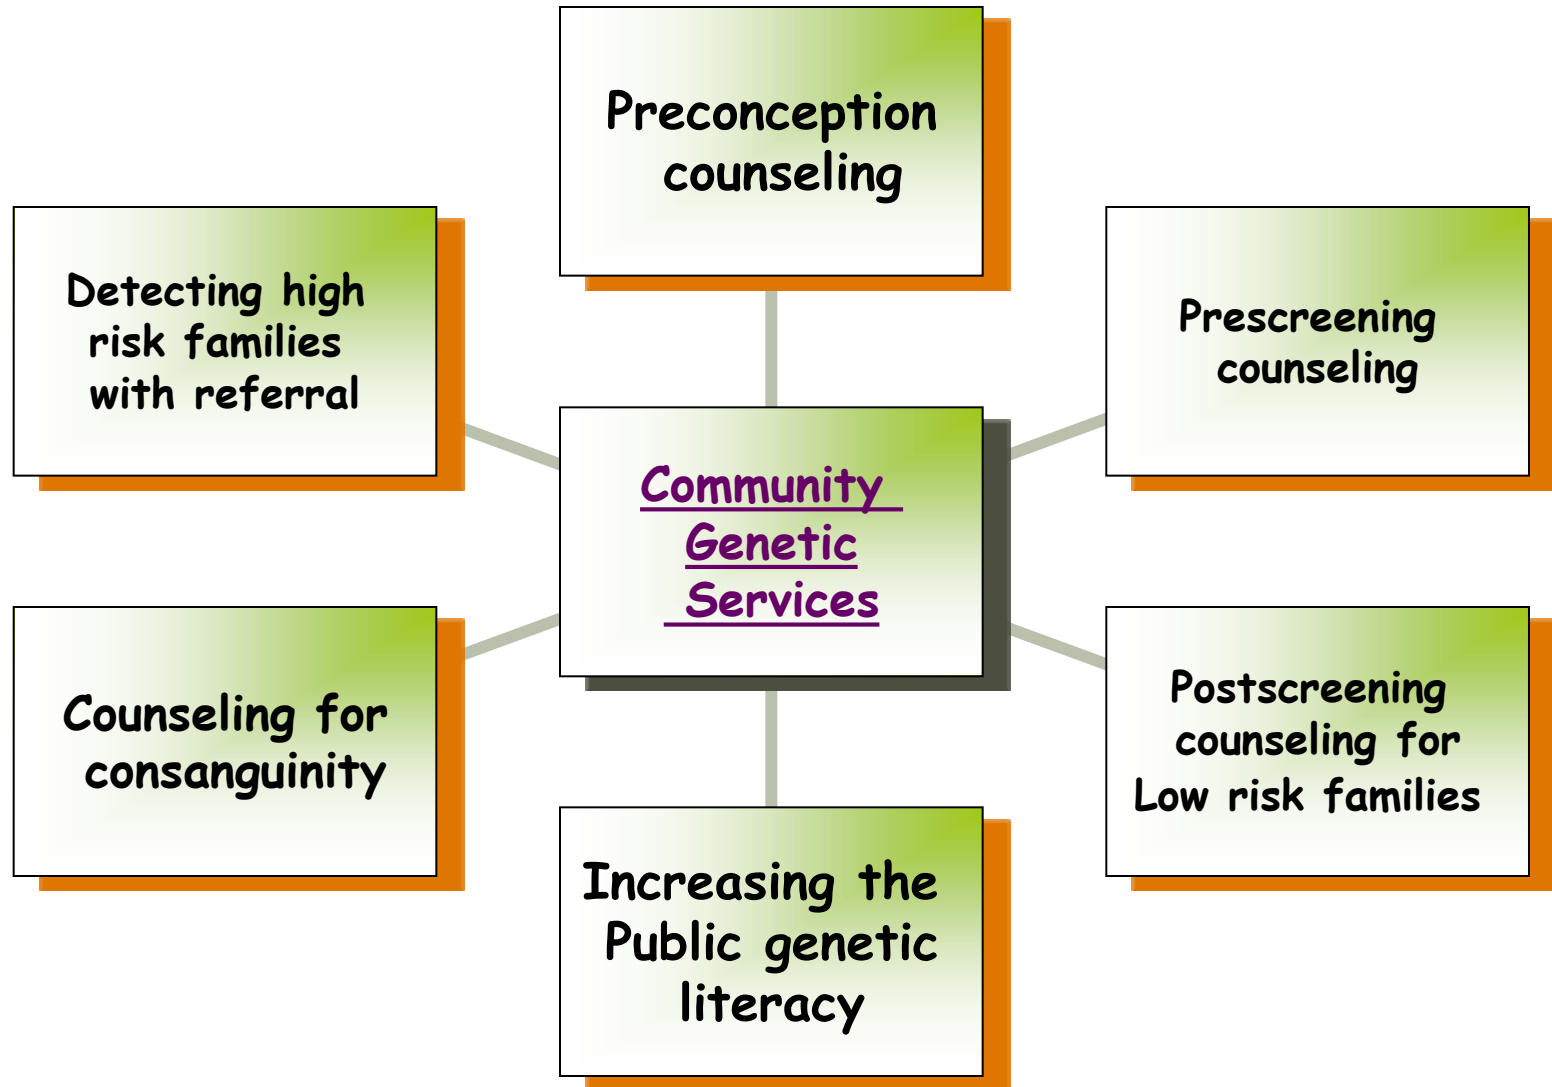 Preconception
counseling
Detecting high
risk families
with referral
Prescreening
counseling
Community
Genetic
Services
Counseling for
consanguinity
Postscreening
counseling for
Low risk families
Increasing the
Public genetic
literacy